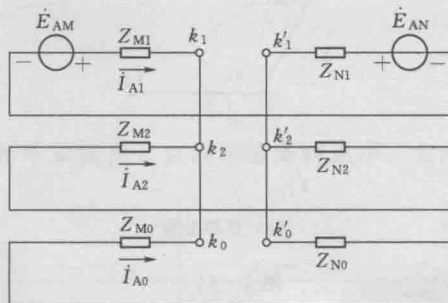 Ė_AM Ė_AN
Z_M1 k_1 k'_1
− + + −
İ_A1 Z_N1
Z_M2 k_2 k'_2
İ_A2 Z_N2
Z_M0 k_0 k'_0
İ_A0 Z_N0